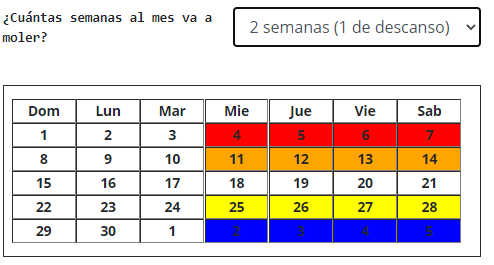 ¿Cuántas semanas al mes va a
moler?
2 semanas (1 de descanso)
Dom Lun Mar Mie Jue Vie Sab
1 2 3 4 5 6 7
8 9 10 11 12 13 14
15 16 17 18 19 20 21
22 23 24 25 26 27 28
29 30 1 2 3 4 5